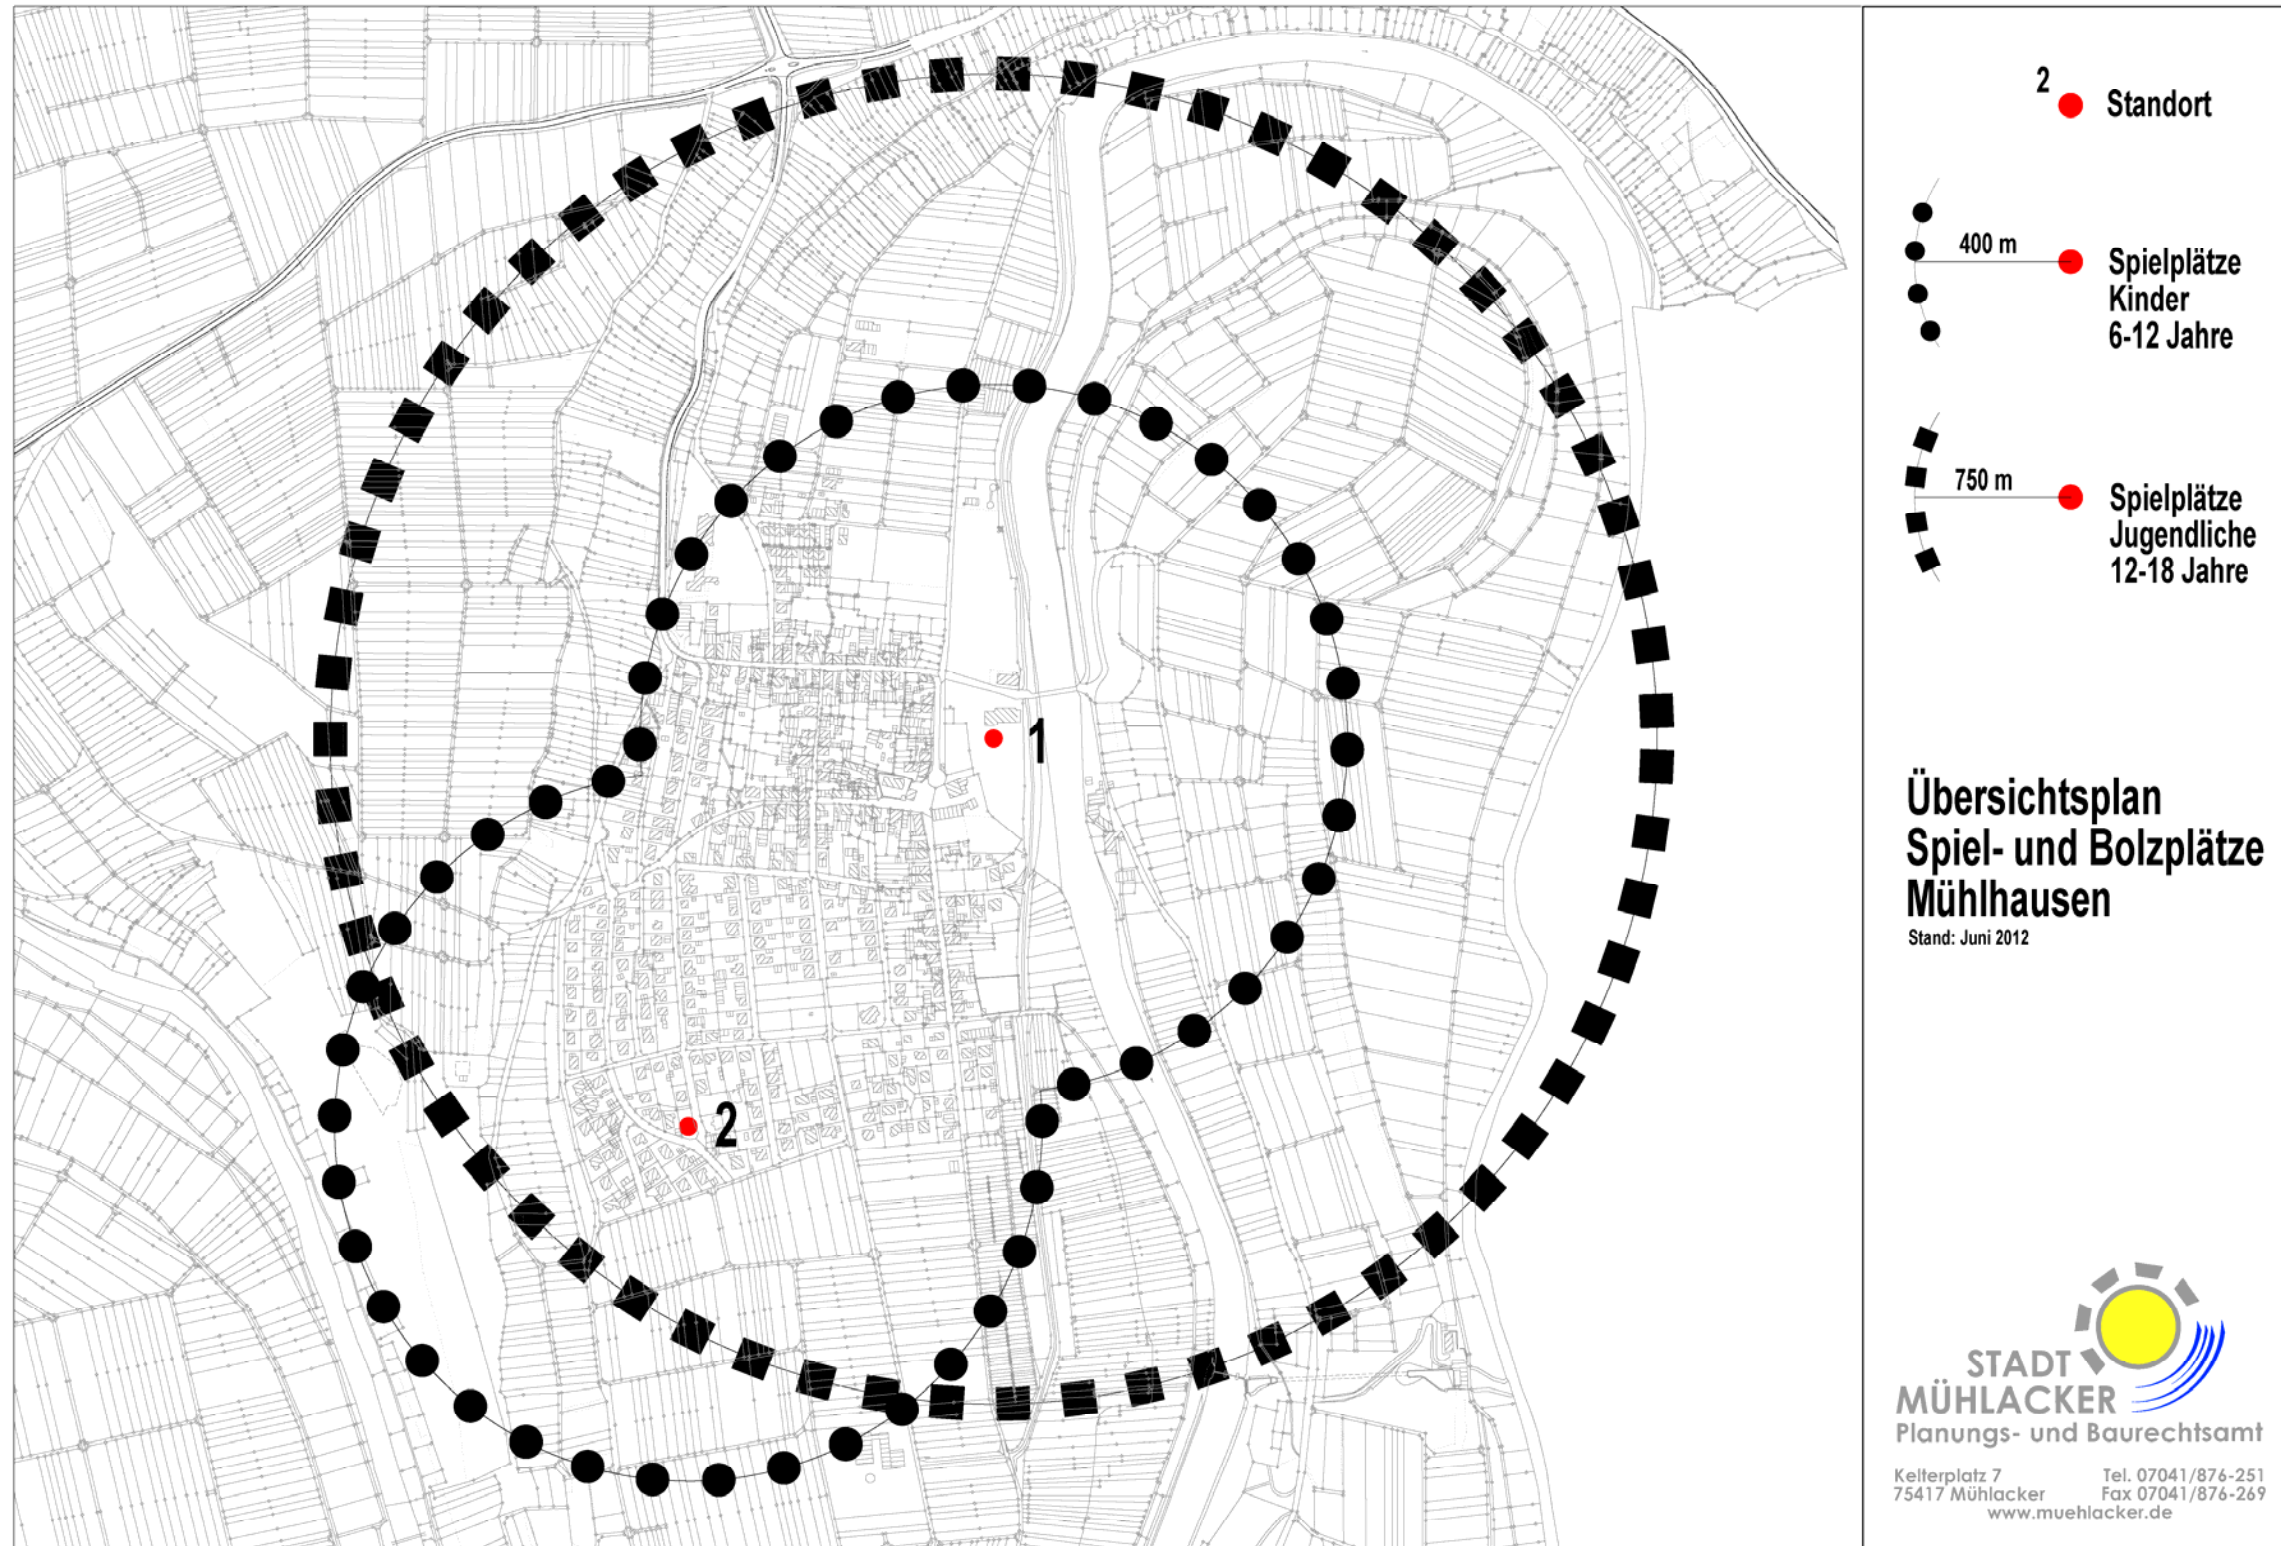 1
2
2
Standort
400 m
Spielplätze
Kinder
6-12 Jahre
750 m
Spielplätze
Jugendliche
12-18 Jahre
Übersichtsplan
Spiel- und Bolzplätze
Mühlhausen
Stand: Juni 2012
STADT
MÜHLACKER
Planungs- und Baurechtsamt
Kelterplatz 7 Tel. 07041/876-251
75417 Mühlacker Fax 07041/876-269
www.muehlacker.de